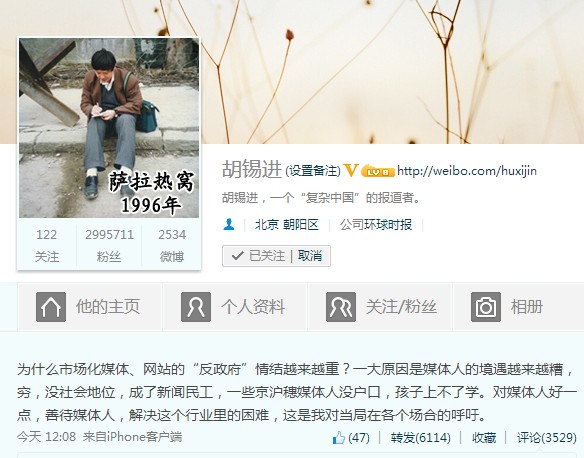 萨拉热窝
1996年
胡锡进 (设置备注) V LV 8 http://weibo.com/huxijin
胡锡进，一个“复杂中国”的报道者。
北京 朝阳区 公司环球时报
122 2995711 2534
关注 粉丝 微博
已关注 | 取消
他的主页 个人资料 关注/粉丝 相册
为什么市场化媒体、网站的“反政府”情结越来越重？一大原因是媒体人的境遇越来越糟，
穷，没社会地位，成了新闻民工，一些京沪穗媒体人没户口，孩子上不了学。对媒体人好一
点，善待媒体人，解决这个行业里的困难，这是我对当局在各个场合的呼吁。
今天 12:08 来自iPhone客户端 (47) | 转发(6114) | 收藏 | 评论(3529)